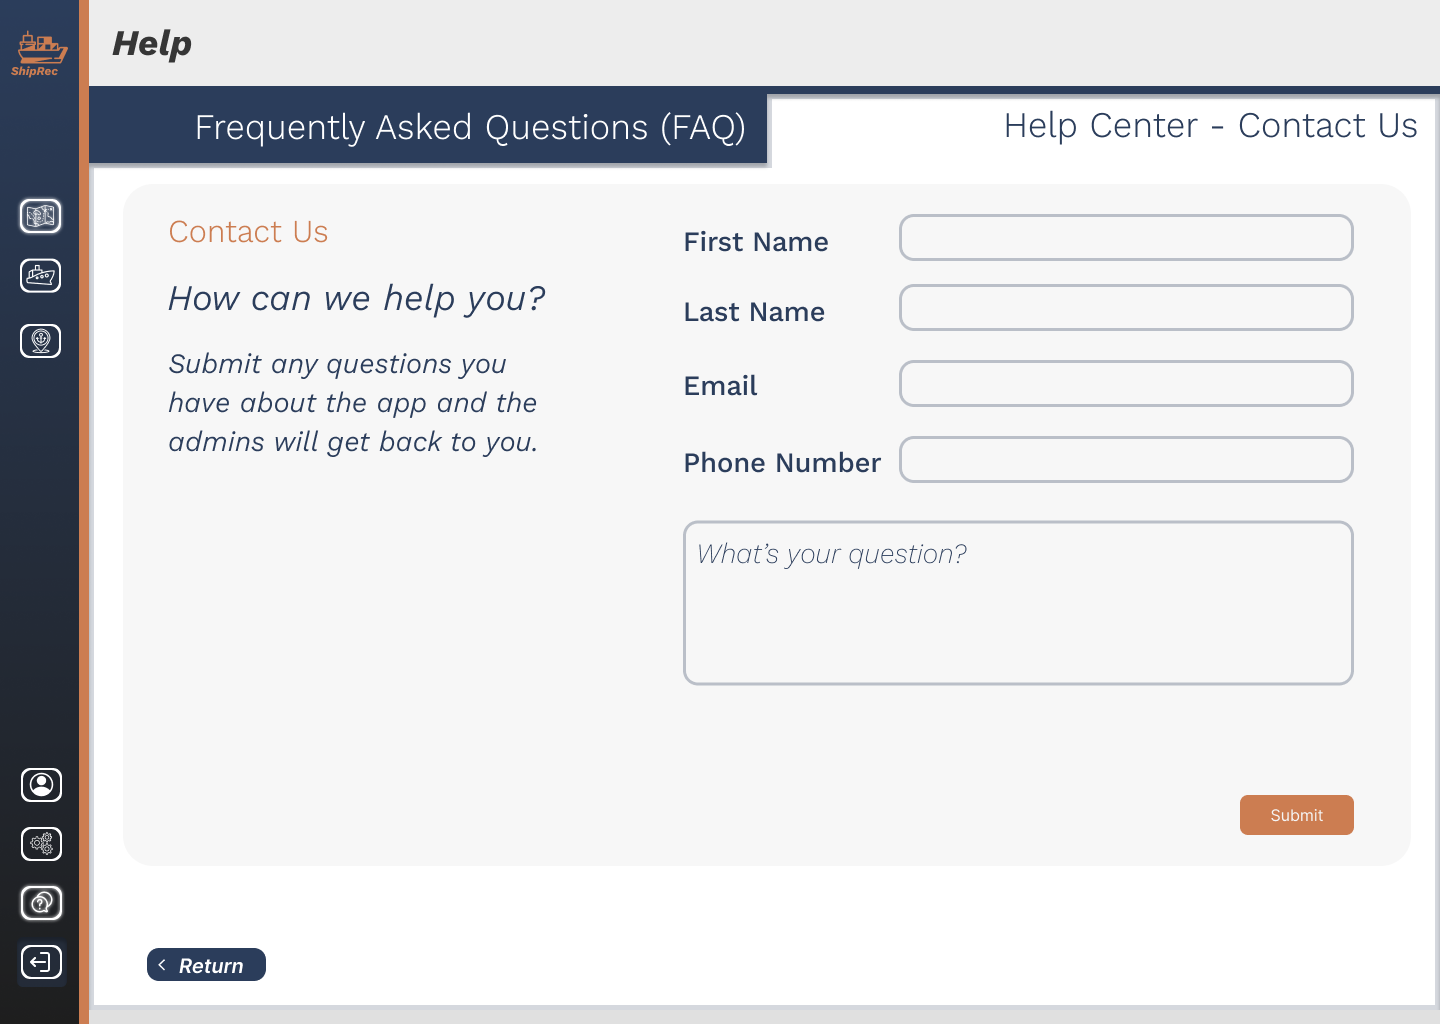 Help
ShipRec
Frequently Asked Questions (FAQ)
Help Center - Contact Us
Contact Us
How can we help you?
Submit any questions you
have about the app and the
admins will get back to you.
First Name
Last Name
Email
Phone Number
What’s your question?
Submit
Return